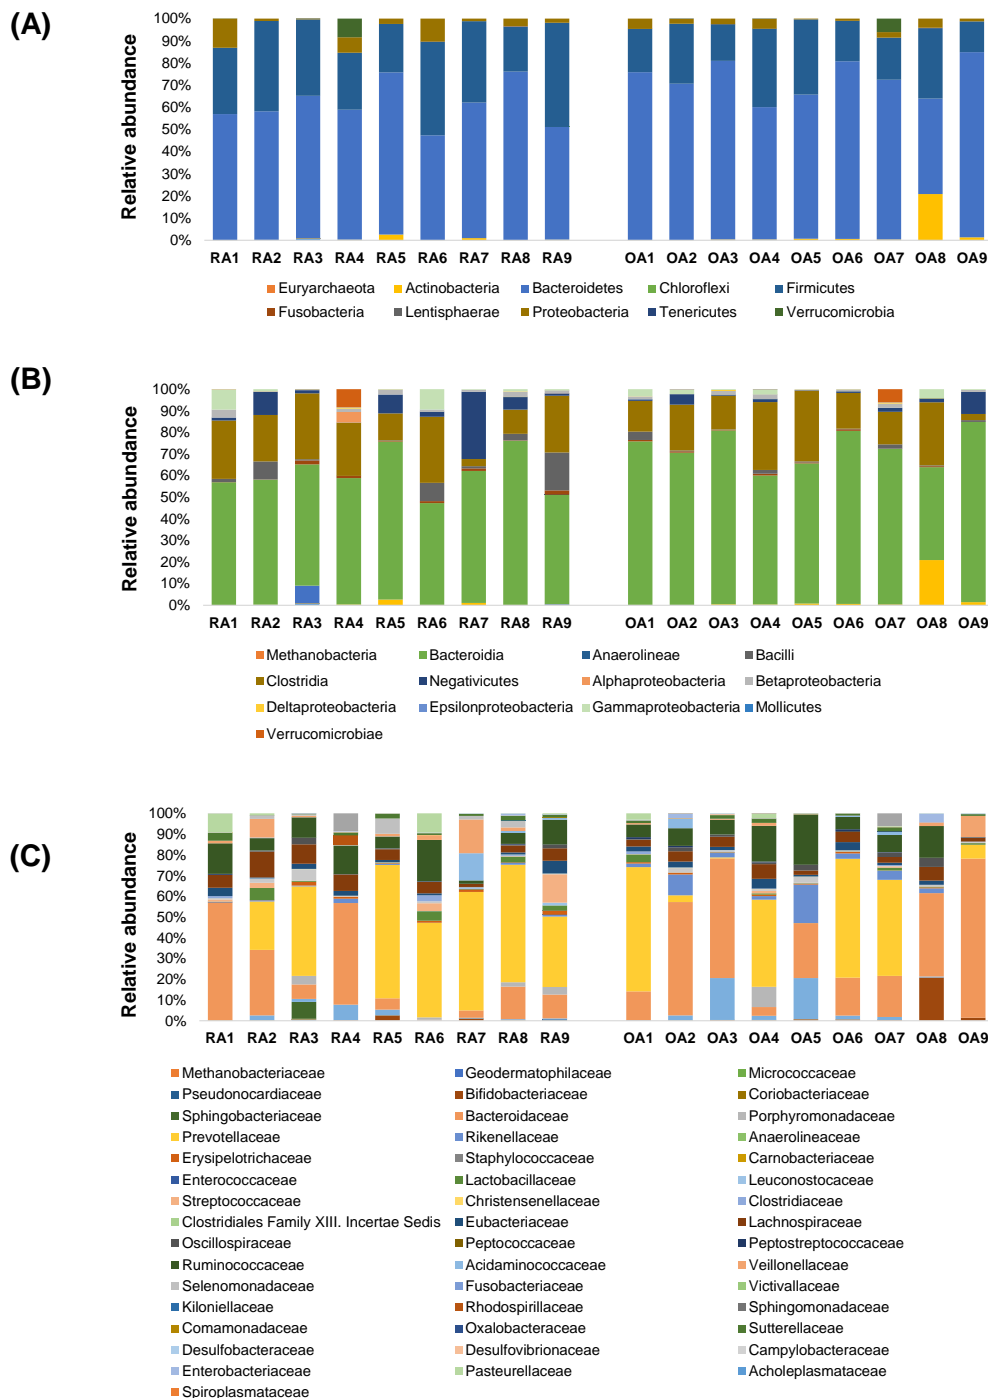 (A)
Relative abundance
100%
90%
80%
70%
60%
50%
40%
30%
20%
10%
0%
RA1 RA2 RA3 RA4 RA5 RA6 RA7 RA8 RA9 OA1 OA2 OA3 OA4 OA5 OA6 OA7 OA8 OA9
Euryarchaeota Actinobacteria Bacteroidetes Chloroflexi Firmicutes
Fusobacteria Lentisphaerae Proteobacteria Tenericutes Verrucomicrobia
(B)
Relative abundance
100%
90%
80%
70%
60%
50%
40%
30%
20%
10%
0%
RA1 RA2 RA3 RA4 RA5 RA6 RA7 RA8 RA9 OA1 OA2 OA3 OA4 OA5 OA6 OA7 OA8 OA9
Methanobacteria Bacteroidia Anaerolineae Bacilli
Clostridia Negativicutes Alphaproteobacteria Betaproteobacteria
Deltaproteobacteria Epsilonproteobacteria Gammaproteobacteria Mollicutes
Verrucomicrobiae
(C)
Relative abundance
100%
90%
80%
70%
60%
50%
40%
30%
20%
10%
0%
RA1 RA2 RA3 RA4 RA5 RA6 RA7 RA8 RA9 OA1 OA2 OA3 OA4 OA5 OA6 OA7 OA8 OA9
Methanobacteriaceae Geodermatophilaceae Micrococcaceae
Pseudonocardiaceae Bifidobacteriaceae Coriobacteriaceae
Sphingobacteriaceae Bacteroidaceae Porphyromonadaceae
Prevotellaceae Rikenellaceae Anaerolineaceae
Erysipelotrichaceae Staphylococcaceae Carnobacteriaceae
Enterococcaceae Lactobacillaceae Leuconostocaceae
Streptococcaceae Christensenellaceae Clostridiaceae
Clostridiales Family XIII. Incertae Sedis Eubacteriaceae Lachnospiraceae
Oscillospiraceae Peptococcaceae Peptostreptococcaceae
Ruminococcaceae Acidaminococcaceae Veillonellaceae
Selenomonadaceae Fusobacteriaceae Victivallaceae
Kiloniellaceae Rhodospirillaceae Sphingomonadaceae
Comamonadaceae Oxalobacteraceae Sutterellaceae
Desulfobacteraceae Desulfovibrionaceae Campylobacteraceae
Enterobacteriaceae Pasteurellaceae Acholeplasmataceae
Spiroplasmataceae